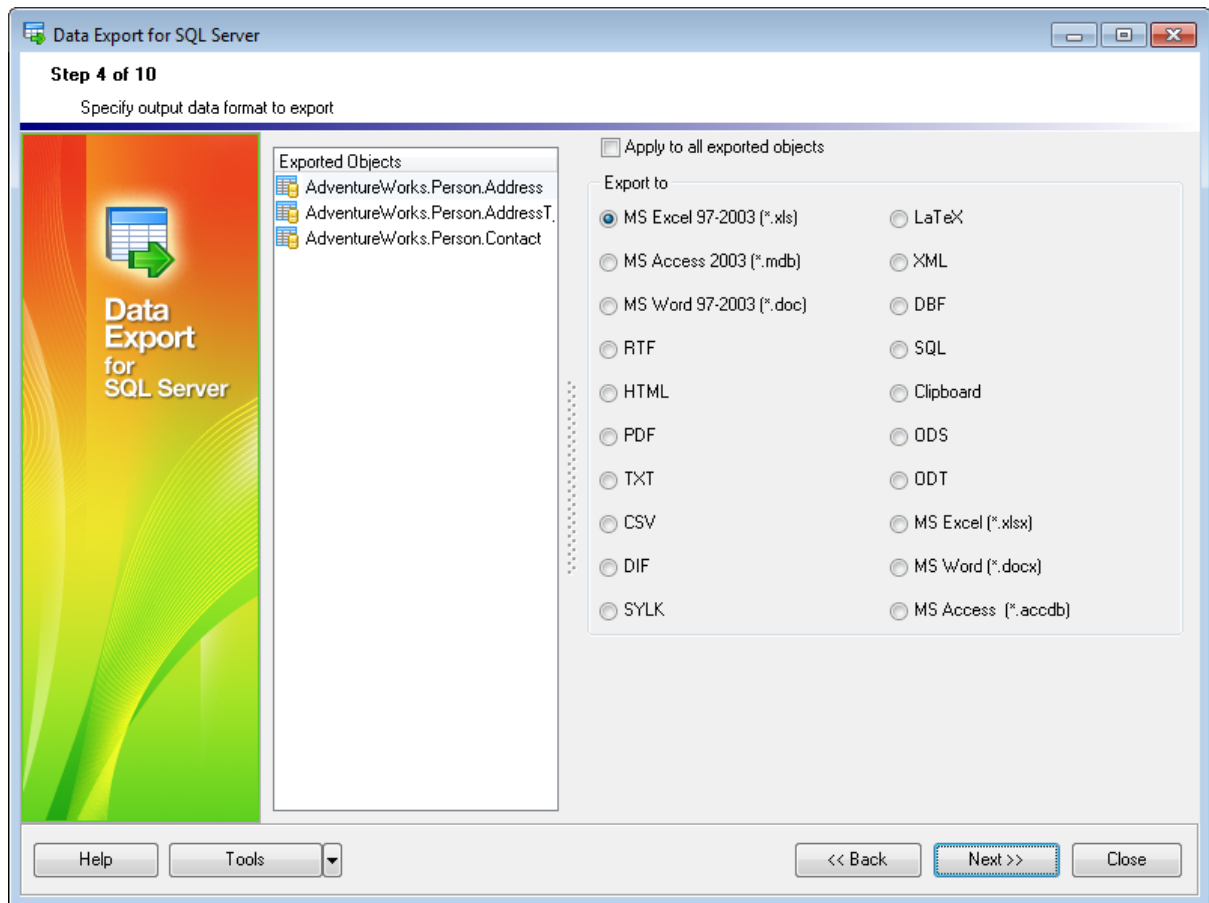 Data Export for SQL Server
Step 4 of 10
Specify output data format to export
Data
Export
for
SQL Server
Exported Objects
AdventureWorks.Person.Address
AdventureWorks.Person.AddressT.
AdventureWorks.Person.Contact
Apply to all exported objects
Export to
MS Excel 97-2003 (*.xls)
MS Access 2003 (*.mdb)
MS Word 97-2003 (*.doc)
RTF
HTML
PDF
TXT
CSV
DIF
SYLK
LaTeX
XML
DBF
SQL
Clipboard
ODS
ODT
MS Excel (*.xlsx)
MS Word (*.docx)
MS Access (*.accdb)
Help
Tools
<< Back
Next >>
Close